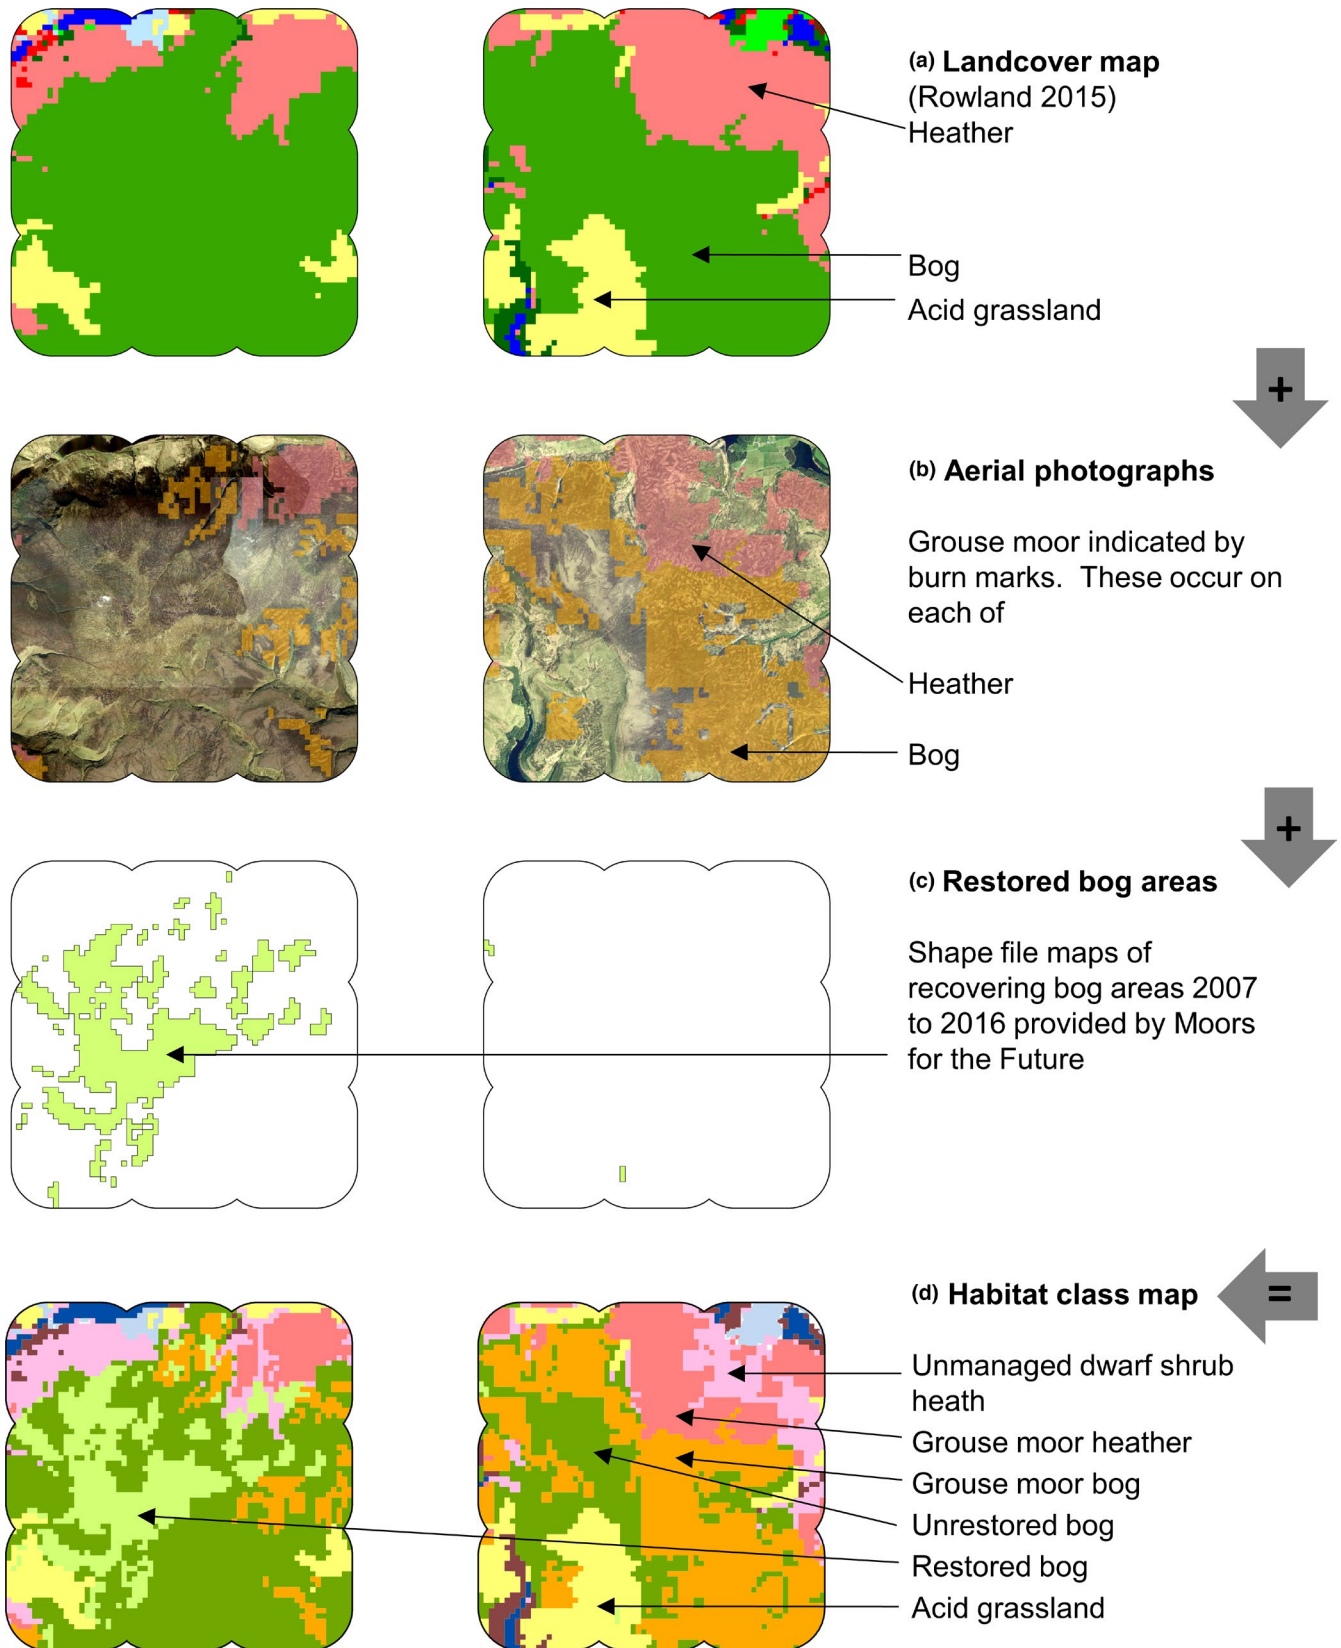 (a) Landcover map
(Rowland 2015)
Heather
Bog
Acid grassland
+
(b) Aerial photographs
Grouse moor indicated by
burn marks. These occur on
each of
Heather
Bog
+
(c) Restored bog areas
Shape file maps of
recovering bog areas 2007
to 2016 provided by Moors
for the Future
(d) Habitat class map
=
Unmanaged dwarf shrub
heath
Grouse moor heather
Grouse moor bog
Unrestored bog
Restored bog
Acid grassland